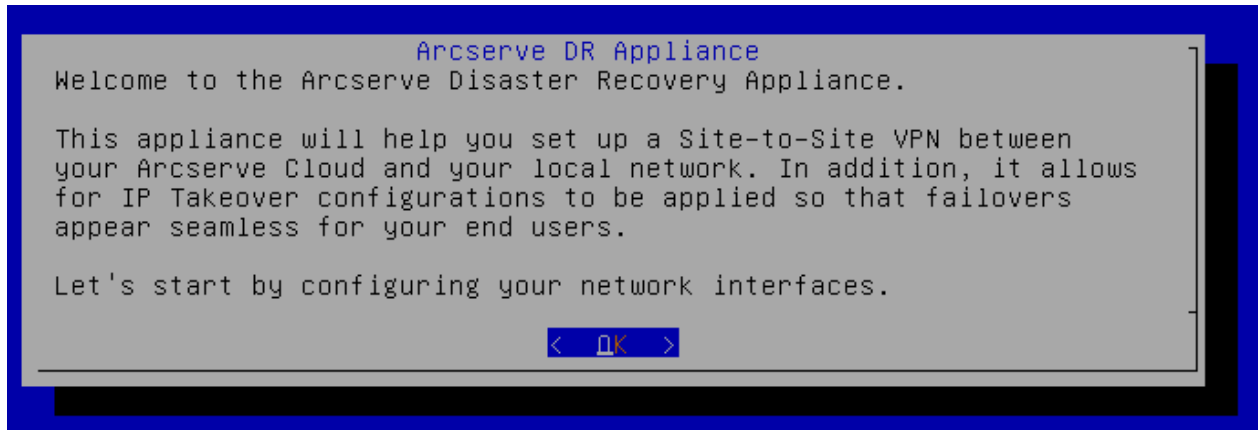 Arcserve DR Appliance
Welcome to the Arcserve Disaster Recovery Appliance.
This appliance will help you set up a Site-to-Site VPN between
your Arcserve Cloud and your local network. In addition, it allows
for IP Takeover configurations to be applied so that failovers
appear seamless for your end users.
Let's start by configuring your network interfaces.
< OK >